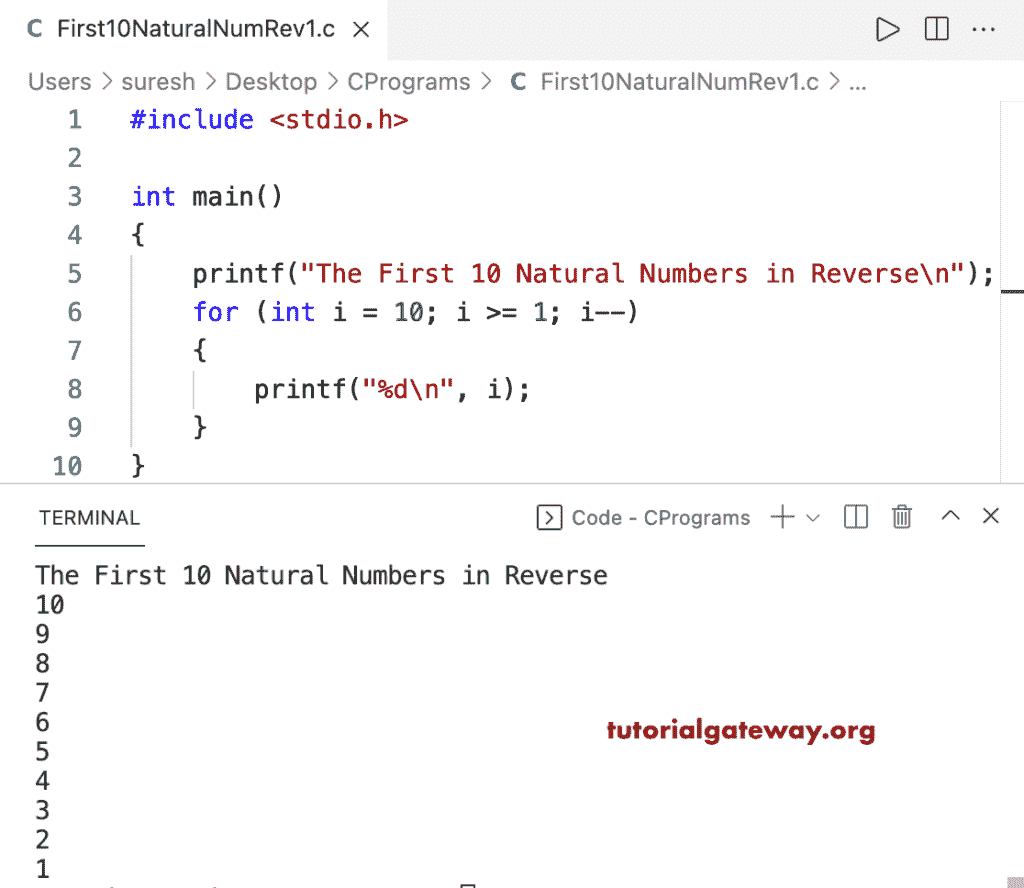 C First10NaturalNumRev1.c
Users > suresh > Desktop > CPrograms > C First10NaturalNumRev1.c > ...
1 #include <stdio.h>
2
3 int main()
4 {
5 printf("The First 10 Natural Numbers in Reverse\n");
6 for (int i = 10; i >= 1; i--)
7 {
8 printf("%d\n", i);
9 }
10 }
TERMINAL Code - CPrograms
The First 10 Natural Numbers in Reverse
10
9
8
7
6
tutorialgateway.org
5
4
3
2
1